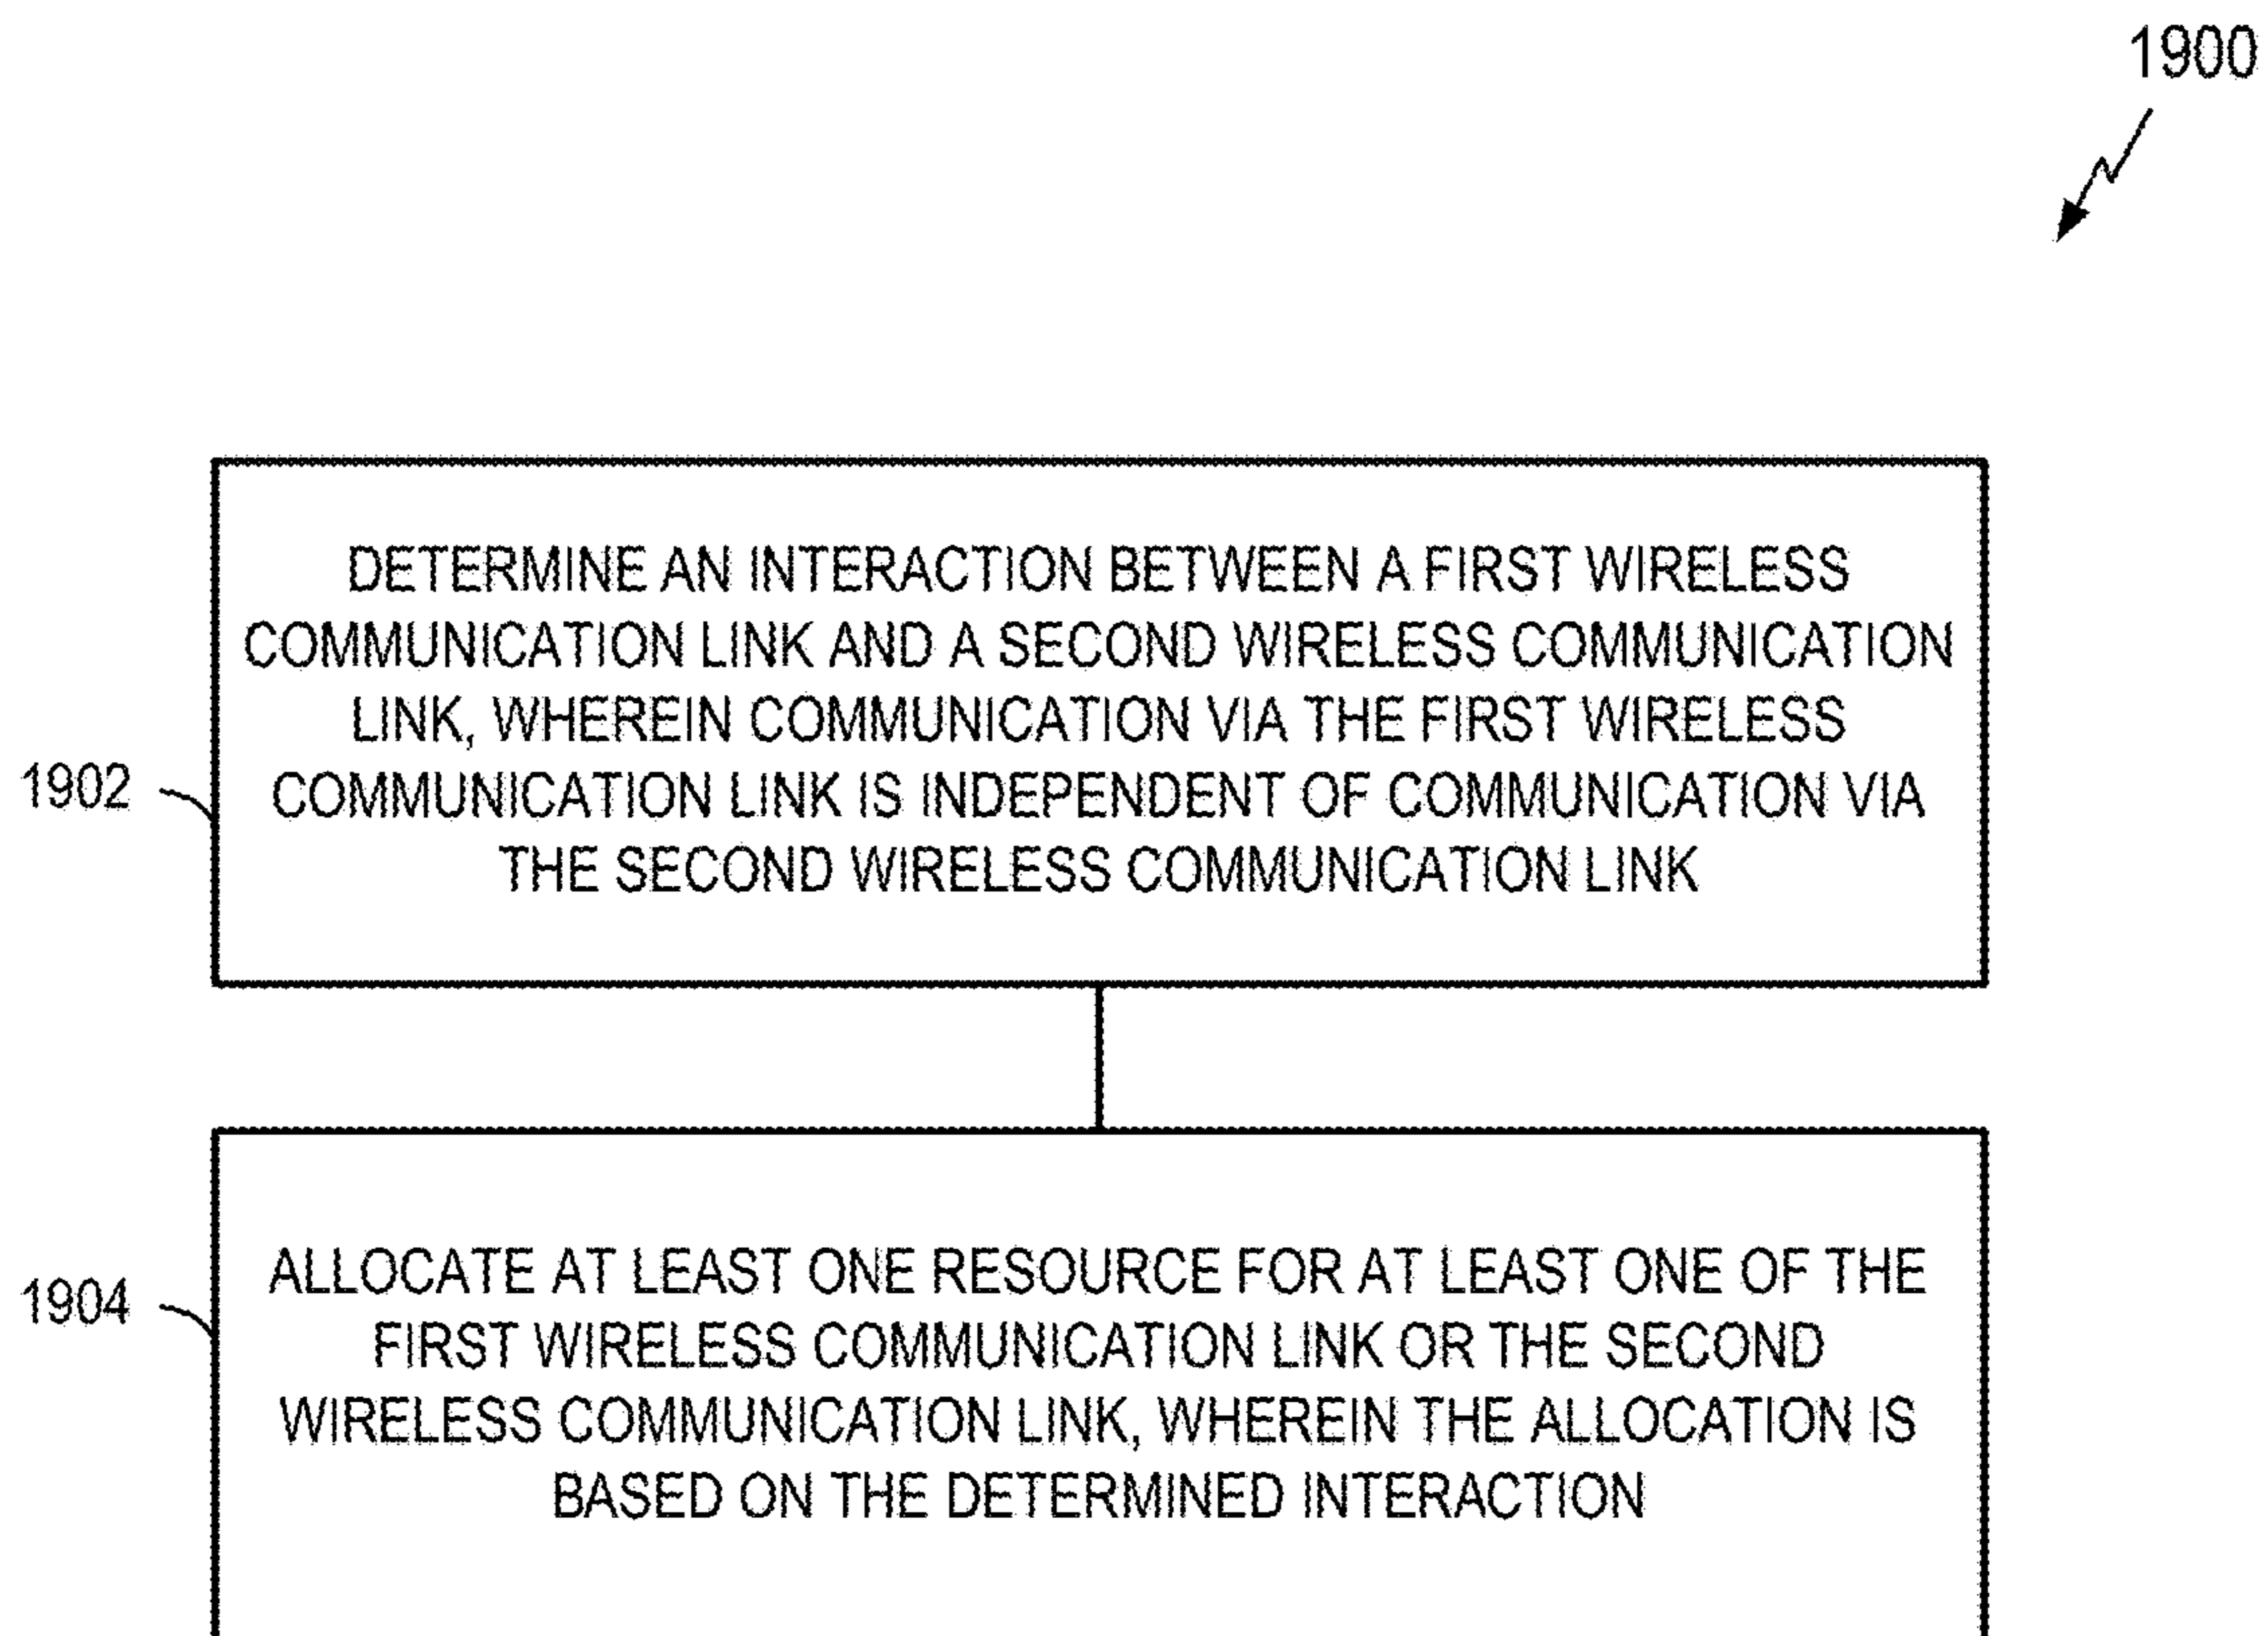 1900
DETERMINE AN INTERACTION BETWEEN A FIRST WIRELESS
COMMUNICATION LINK AND A SECOND WIRELESS COMMUNICATION
LINK, WHEREIN COMMUNICATION VIA THE FIRST WIRELESS
1902
COMMUNICATION LINK IS INDEPENDENT OF COMMUNICATION VIA
THE SECOND WIRELESS COMMUNICATION LINK
ALLOCATE AT LEAST ONE RESOURCE FOR AT LEAST ONE OF THE
1904
FIRST WIRELESS COMMUNICATION LINK OR THE SECOND
WIRELESS COMMUNICATION LINK, WHEREIN THE ALLOCATION IS
BASED ON THE DETERMINED INTERACTION